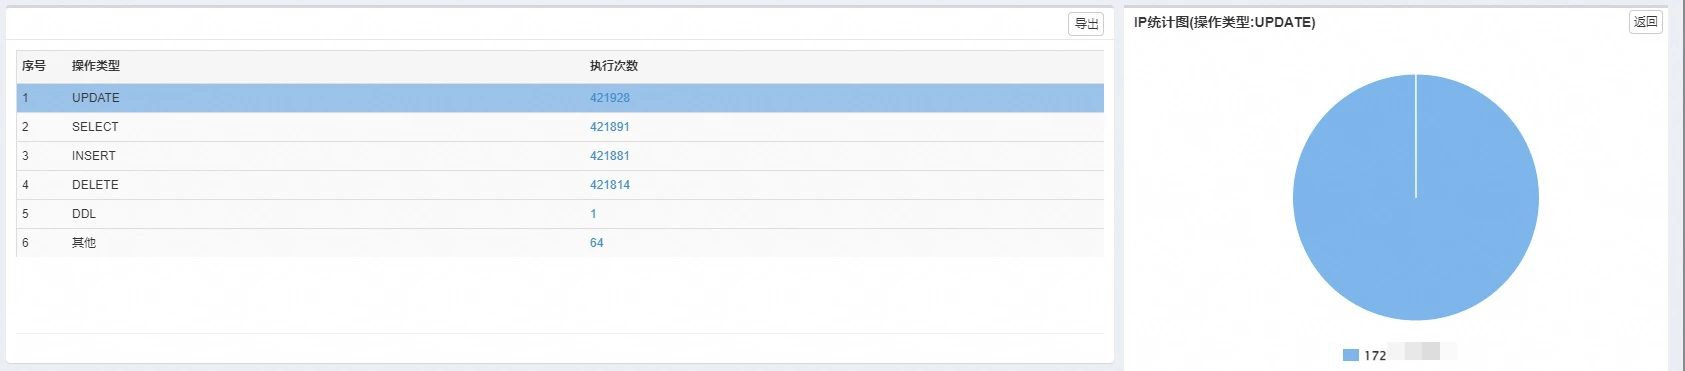 导出
序号 操作类型 执行次数
1 UPDATE 421928
2 SELECT 421891
3 INSERT 421881
4 DELETE 421814
5 DDL 1
6 其他 64
IP统计图(操作类型:UPDATE) 返回
172